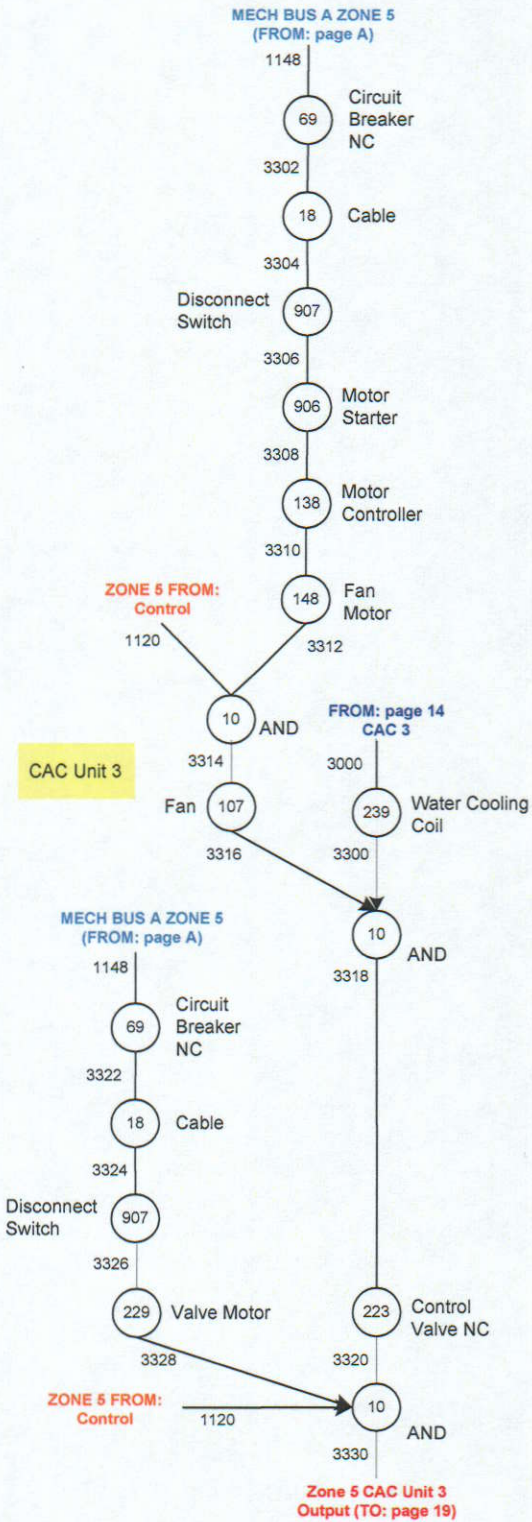 MECH BUS A ZONE 5
(FROM: page A)
1148
69
Circuit
Breaker
NC
3302
18
Cable
3304
Disconnect
Switch
907
3306
906
Motor
Starter
3308
138
Motor
Controller
3310
148
Fan
Motor
ZONE 5 FROM:
Control
1120
3312
10
AND
FROM: page 14
CAC 3
CAC Unit 3
3314
3000
Fan
107
239
Water Cooling
Coil
3316
3300
MECH BUS A ZONE 5
(FROM: page A)
10
AND
1148
3318
69
Circuit
Breaker
NC
3322
18
Cable
3324
Disconnect
Switch
907
3326
229
Valve Motor
223
Control
Valve NC
3328
3320
ZONE 5 FROM:
Control
1120
10
AND
3330
Zone 5 CAC Unit 3
Output (TO: page 19)